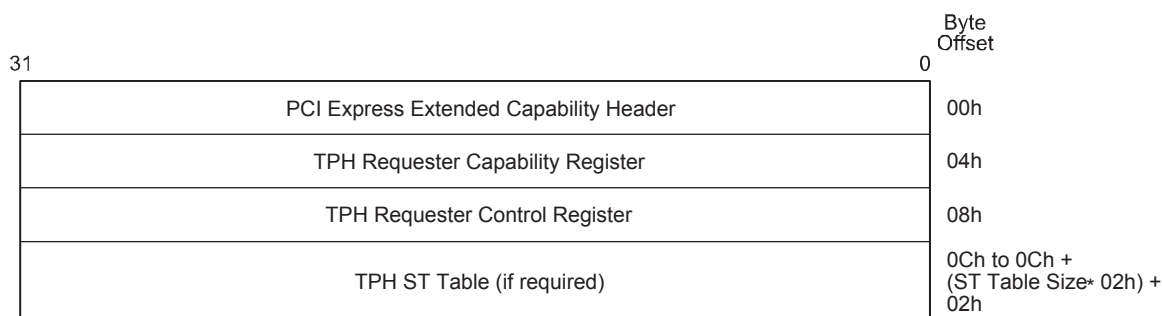 Byte
Offset
31
0
PCI Express Extended Capability Header
00h
TPH Requester Capability Register
04h
TPH Requester Control Register
08h
TPH ST Table (if required)
0Ch to 0Ch +
(ST Table Size* 02h) +
02h